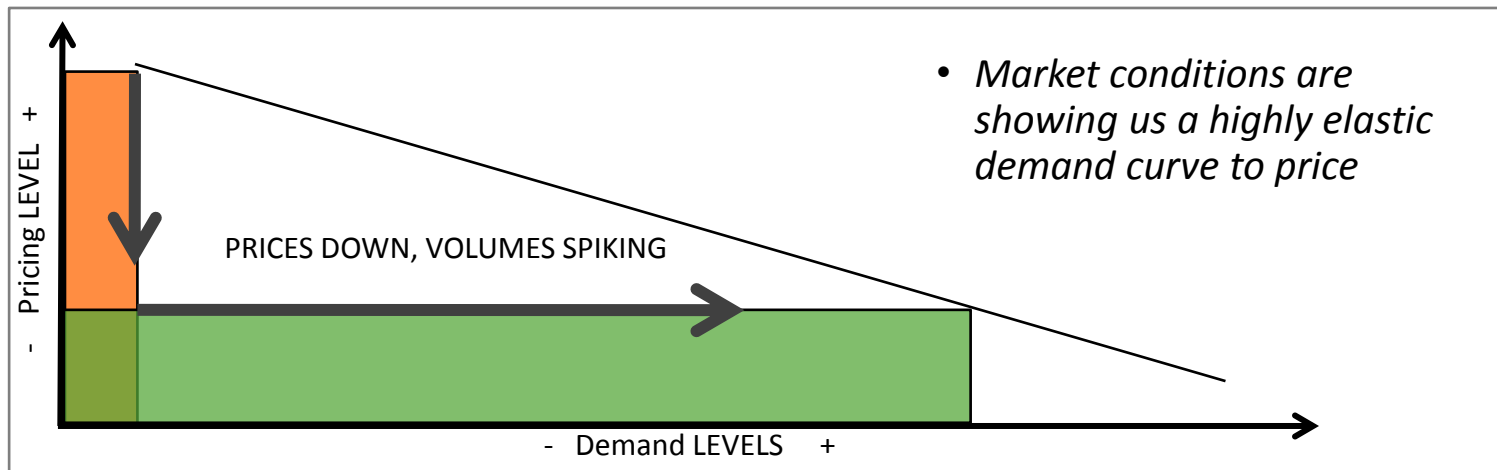 • Market conditions are
showing us a highly elastic
demand curve to price
- Pricing LEVEL +
PRICES DOWN, VOLUMES SPIKING
- Demand LEVELS +